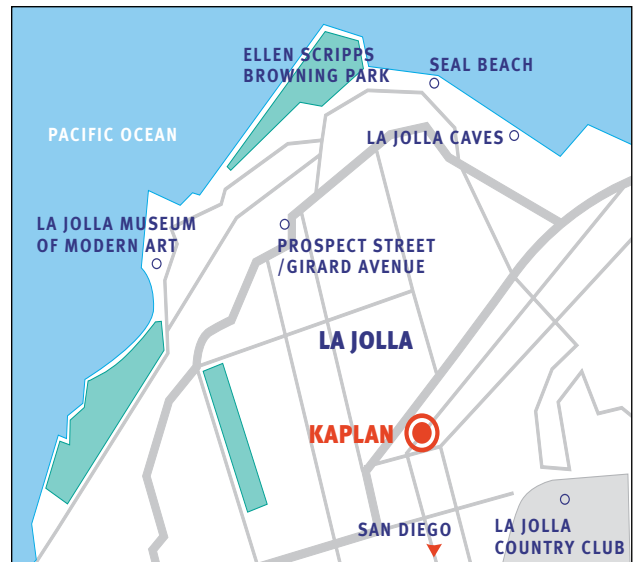 ELLEN SCRIPPS
BROWNING PARK
SEAL BEACH
PACIFIC OCEAN
LA JOLLA CAVES
LA JOLLA MUSEUM
OF MODERN ART
PROSPECT STREET
/GIRARD AVENUE
LA JOLLA
KAPLAN
SAN DIEGO
LA JOLLA
COUNTRY CLUB